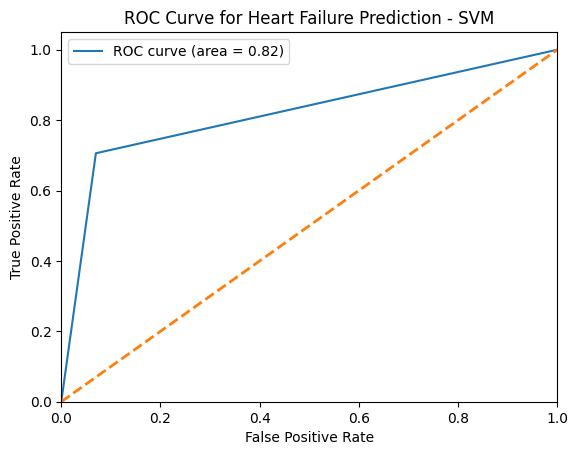 ROC Curve for Heart Failure Prediction - SVM
ROC curve (area = 0.82)
True Positive Rate
1.0
0.8
0.6
0.4
0.2
0.0
0.0 0.2 0.4 0.6 0.8 1.0
False Positive Rate